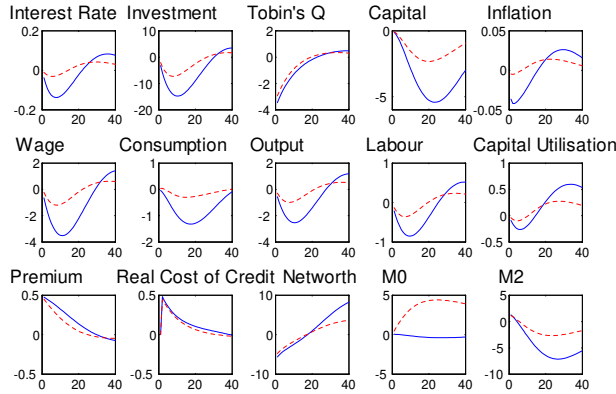 Interest Rate Investment Tobin's Q Capital Inflation
0.2 10 2 0 0.05
0 0 0 0
-10 -2 -5
-0.2 -20 -4 -0.05
0 20 40 0 20 40 0 20 40 0 20 40 0 20 40
Wage Consumption Output Labour Capital Utilisation
2 1 2 1 1
0 0 0 0 0.5
-2 -1 -2 0
-4 -2 -4 -1 -0.5
0 20 40 0 20 40 0 20 40 0 20 40 0 20 40
Premium Real Cost of Credit Networth M0 M2
0.5 0.5 10 5 5
0 0 0 0 0
-5
-0.5 -0.5 -10 -5 -10
0 20 40 0 20 40 0 20 40 0 20 40 0 20 40